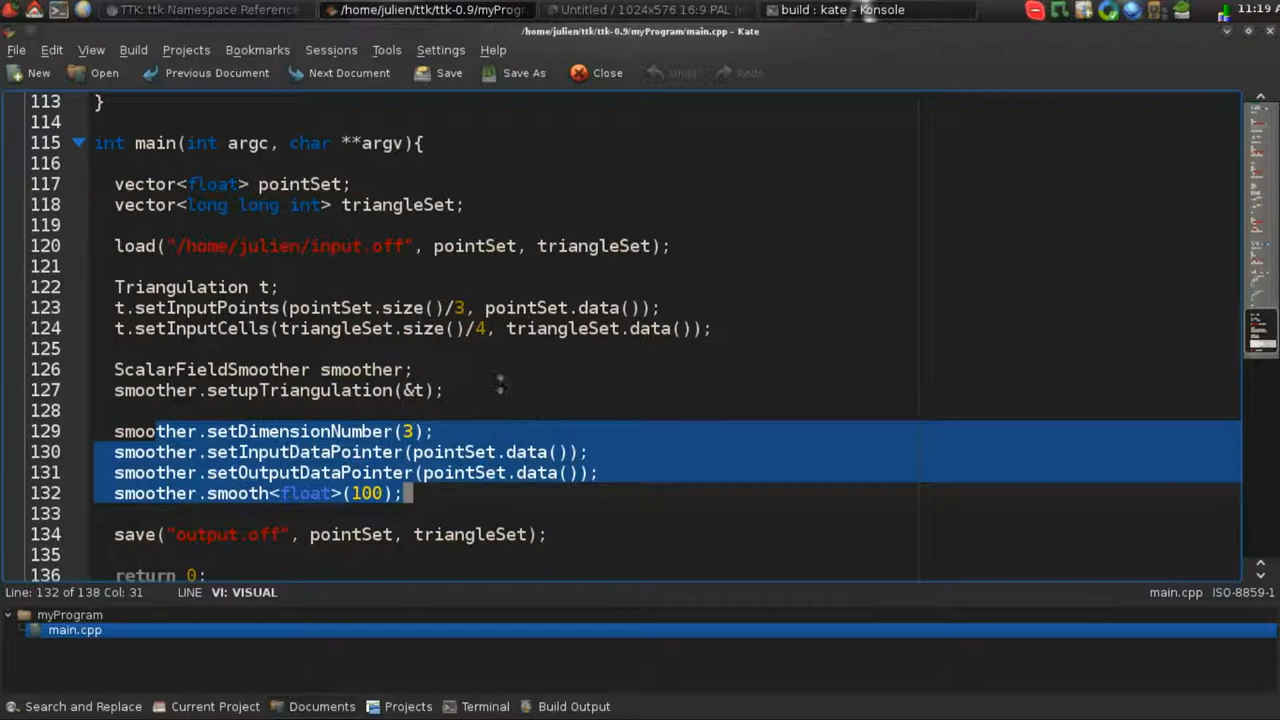 TTK: ttk Namespace Reference
/home/julien/ttk/ttk-0.9/myProgr
Untitled / 1024x576 16:9 PAL /
build : kate – Konsole
11:19
/home/julien/ttk/ttk-0.9/myProgram/main.cpp – Kate
File Edit View Build Projects Bookmarks Sessions Tools Settings Help
New Open Previous Document Next Document Save Save As Close Undo Redo
113 }
114
115 int main(int argc, char **argv){
116
117 vector<float> pointSet;
118 vector<long long int> triangleSet;
119
120 load("/home/julien/input.off", pointSet, triangleSet);
121
122 Triangulation t;
123 t.setInputPoints(pointSet.size()/3, pointSet.data());
124 t.setInputCells(triangleSet.size()/4, triangleSet.data());
125
126 ScalarFieldSmoother smoother;
127 smoother.setupTriangulation(&t);
128
129 smoother.setDimensionNumber(3);
130 smoother.setInputDataPointer(pointSet.data());
131 smoother.setOutputDataPointer(pointSet.data());
132 smoother.smooth<float>(100);
133
134 save("output.off", pointSet, triangleSet);
135
136 return 0;
Line: 132 of 138 Col: 31 LINE VI: VISUAL main.cpp ISO-8859-1
myProgram
main.cpp
Search and Replace Current Project Documents Projects Terminal Build Output